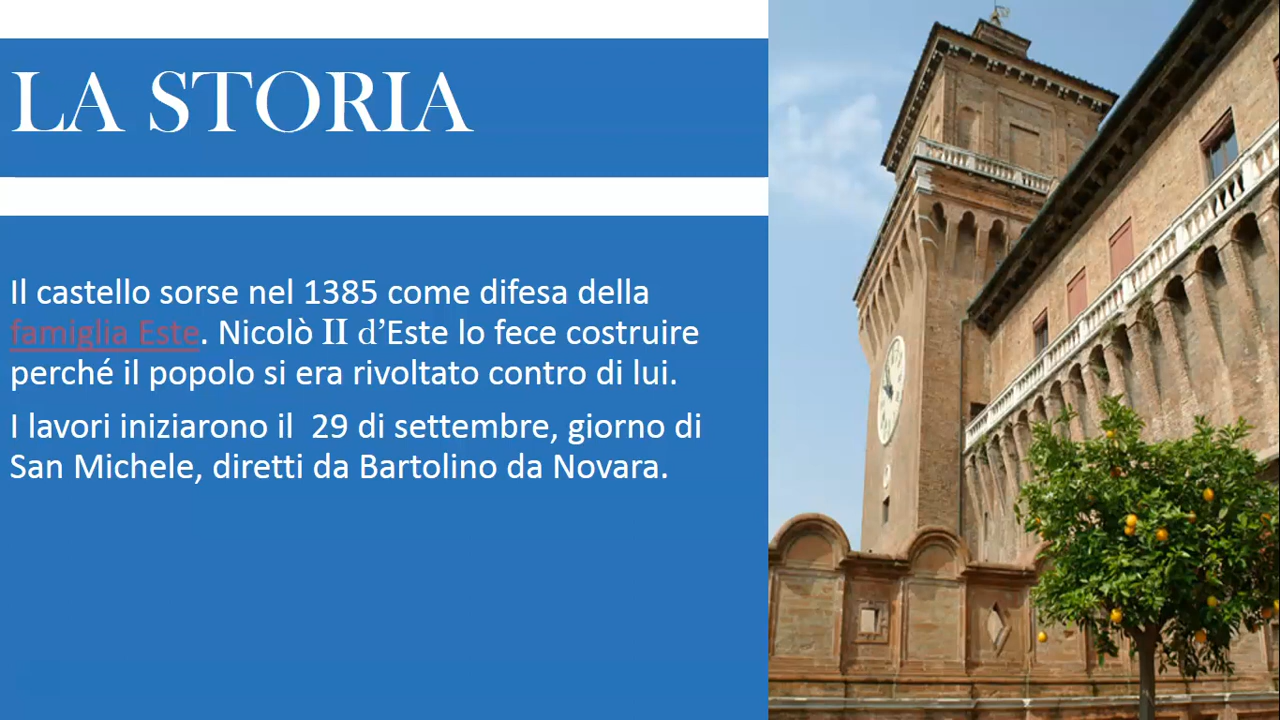 LA STORIA
Il castello sorse nel 1385 come difesa della
famiglia Este. Nicolò II d’Este lo fece costruire
perché il popolo si era rivoltato contro di lui.
I lavori iniziarono il  29 di settembre, giorno di
San Michele, diretti da Bartolino da Novara.